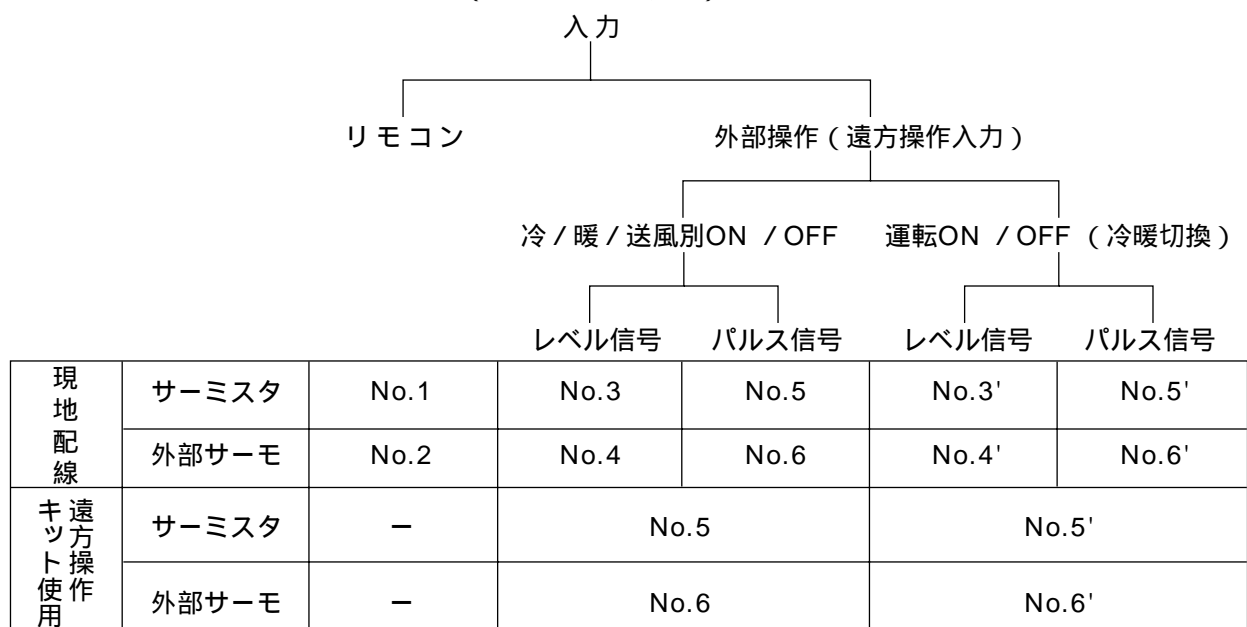 入力
リモコン 外部操作(遠方操作入力)
冷/暖/送風別ON /OFF 運転ON /OFF (冷暖切換)
レベル信号 パルス信号 レベル信号 パルス信号
現地配線 サーミスタ No.1 No.3 No.5 No.3' No.5'
外部サーモ No.2 No.4 No.6 No.4' No.6'
遠方操作キット使用 サーミスタ ー No.5 No.5'
外部サーモ ー No.6 No.6'